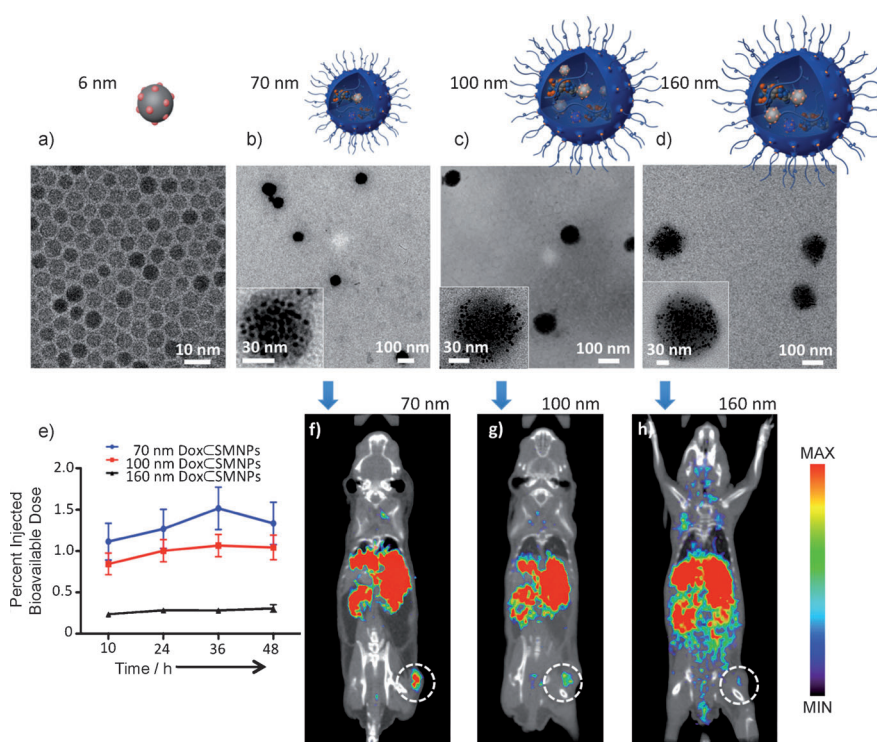 6 nm
70 nm
100 nm
160 nm
a)
b)
c)
d)
10 nm
30 nm
100 nm
30 nm
100 nm
30 nm
100 nm
e)
70 nm Dox⊂SMNPs
100 nm Dox⊂SMNPs
160 nm Dox⊂SMNPs
Percent Injected
Bioavailable Dose
2.0
1.5
1.0
0.5
0
10
24
36
48
Time / h
70 nm
f)
100 nm
g)
160 nm
h)
MAX
MIN